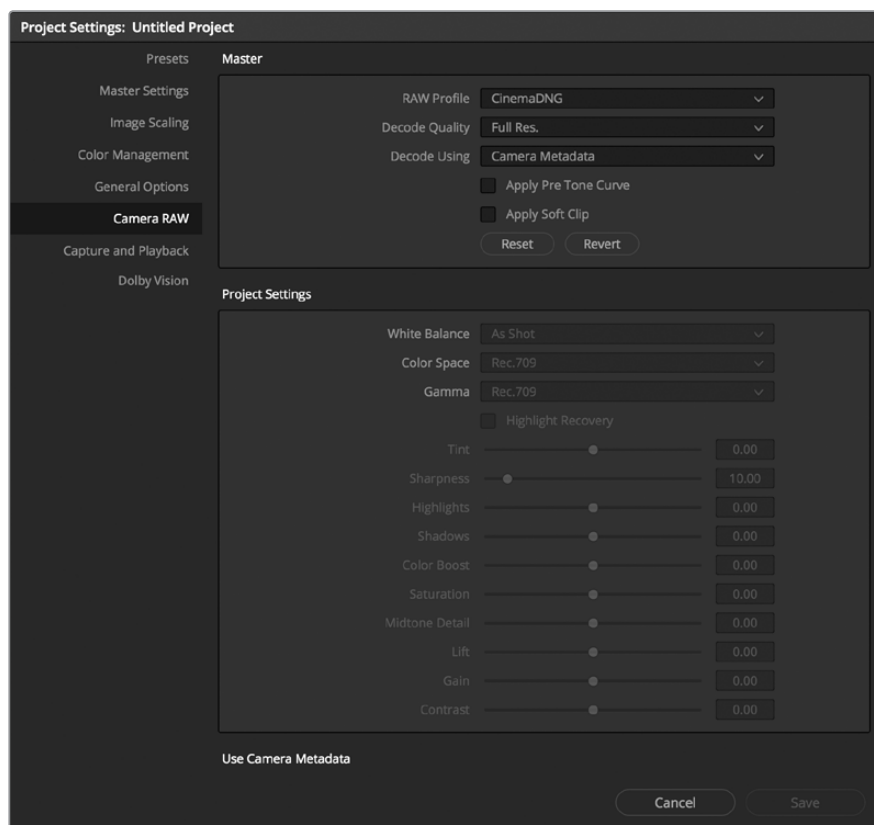 Project Settings: Untitled Project
Presets
Master Settings
Image Scaling
Color Management
General Options
Camera RAW
Capture and Playback
Dolby Vision
Master
RAW Profile CinemaDNG
Decode Quality Full Res.
Decode Using Camera Metadata
Apply Pre Tone Curve
Apply Soft Clip
Reset Revert
Project Settings
White Balance As Shot
Color Space Rec.709
Gamma Rec.709
Highlight Recovery
Tint 0.00
Sharpness 10.00
Highlights 0.00
Shadows 0.00
Color Boost 0.00
Saturation 0.00
Midtone Detail 0.00
Lift 0.00
Gain 0.00
Contrast 0.00
Use Camera Metadata
Cancel Save